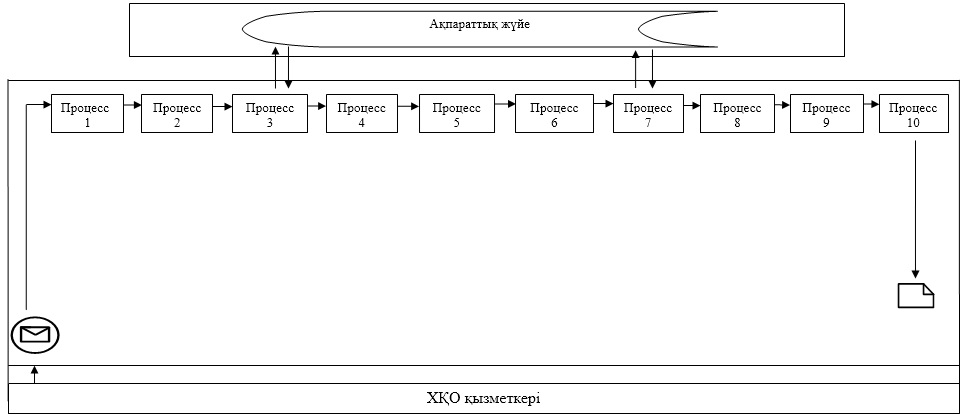 Ақпараттық жүйе
Процесс
1
Процесс
2
Процесс
3
Процесс
4
Процесс
5
Процесс
6
Процесс
7
Процесс
8
Процесс
9
Процесс
10
ХҚО қызметкері